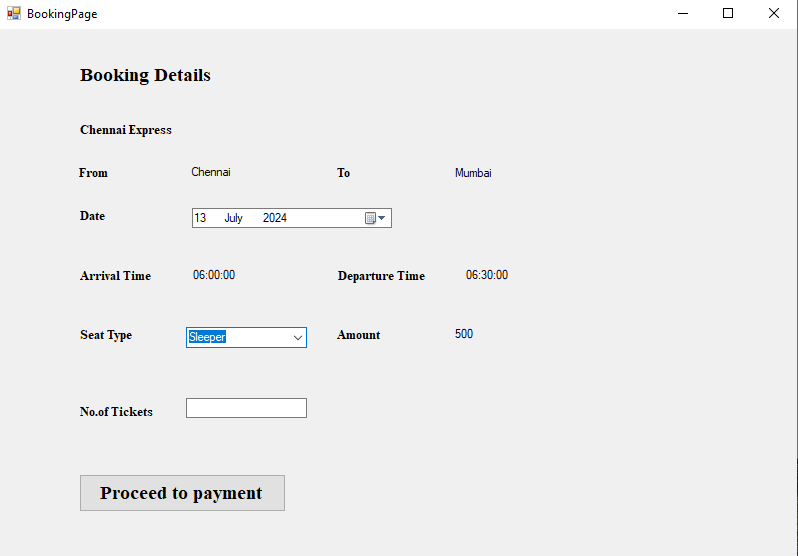 BookingPage
Booking Details
Chennai Express
From Chennai To Mumbai
Date 13 July 2024
Arrival Time 06:00:00 Departure Time 06:30:00
Seat Type Sleeper Amount 500
No.of Tickets
Proceed to payment